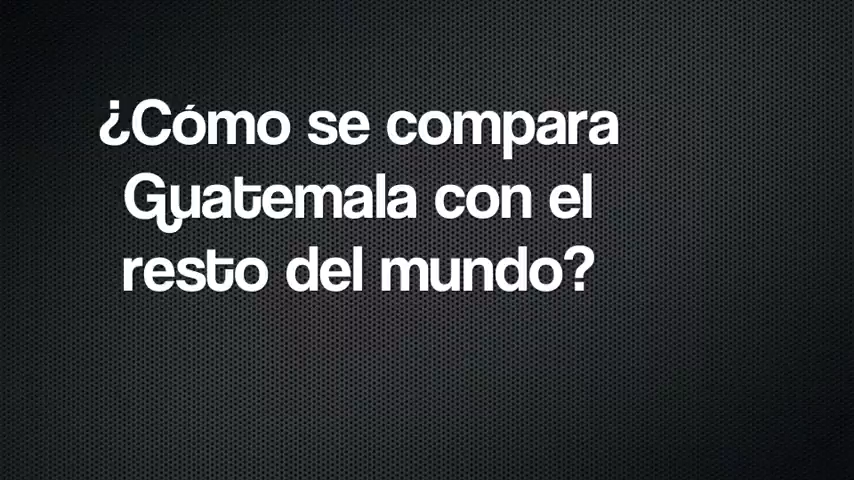 ¿Cómo se compara
Guatemala con el
resto del mundo?